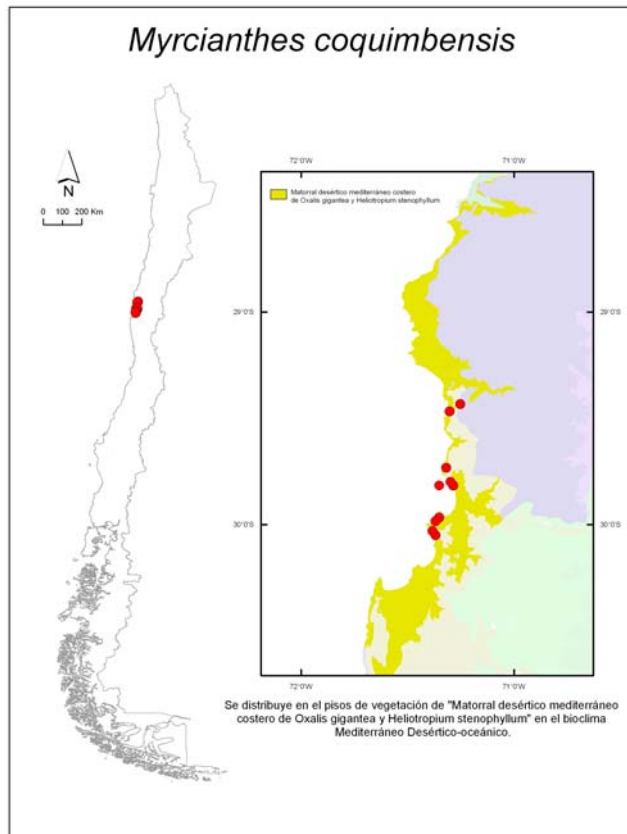 Myrcianthes coquimbensis
N
0 100 200 Km
72°0'W
71°0'W
Matorral desértico mediterráneo costero
de Oxalis gigantea y Heliotropium stenophyllum
29°0'S
29°0'S
30°0'S
30°0'S
72°0'W
71°0'W
Se distribuye en el pisos de vegetación de "Matorral desértico mediterráneo
costero de Oxalis gigantea y Heliotropium stenophyllum" en el bioclima
Mediterráneo Desértico-oceánico.